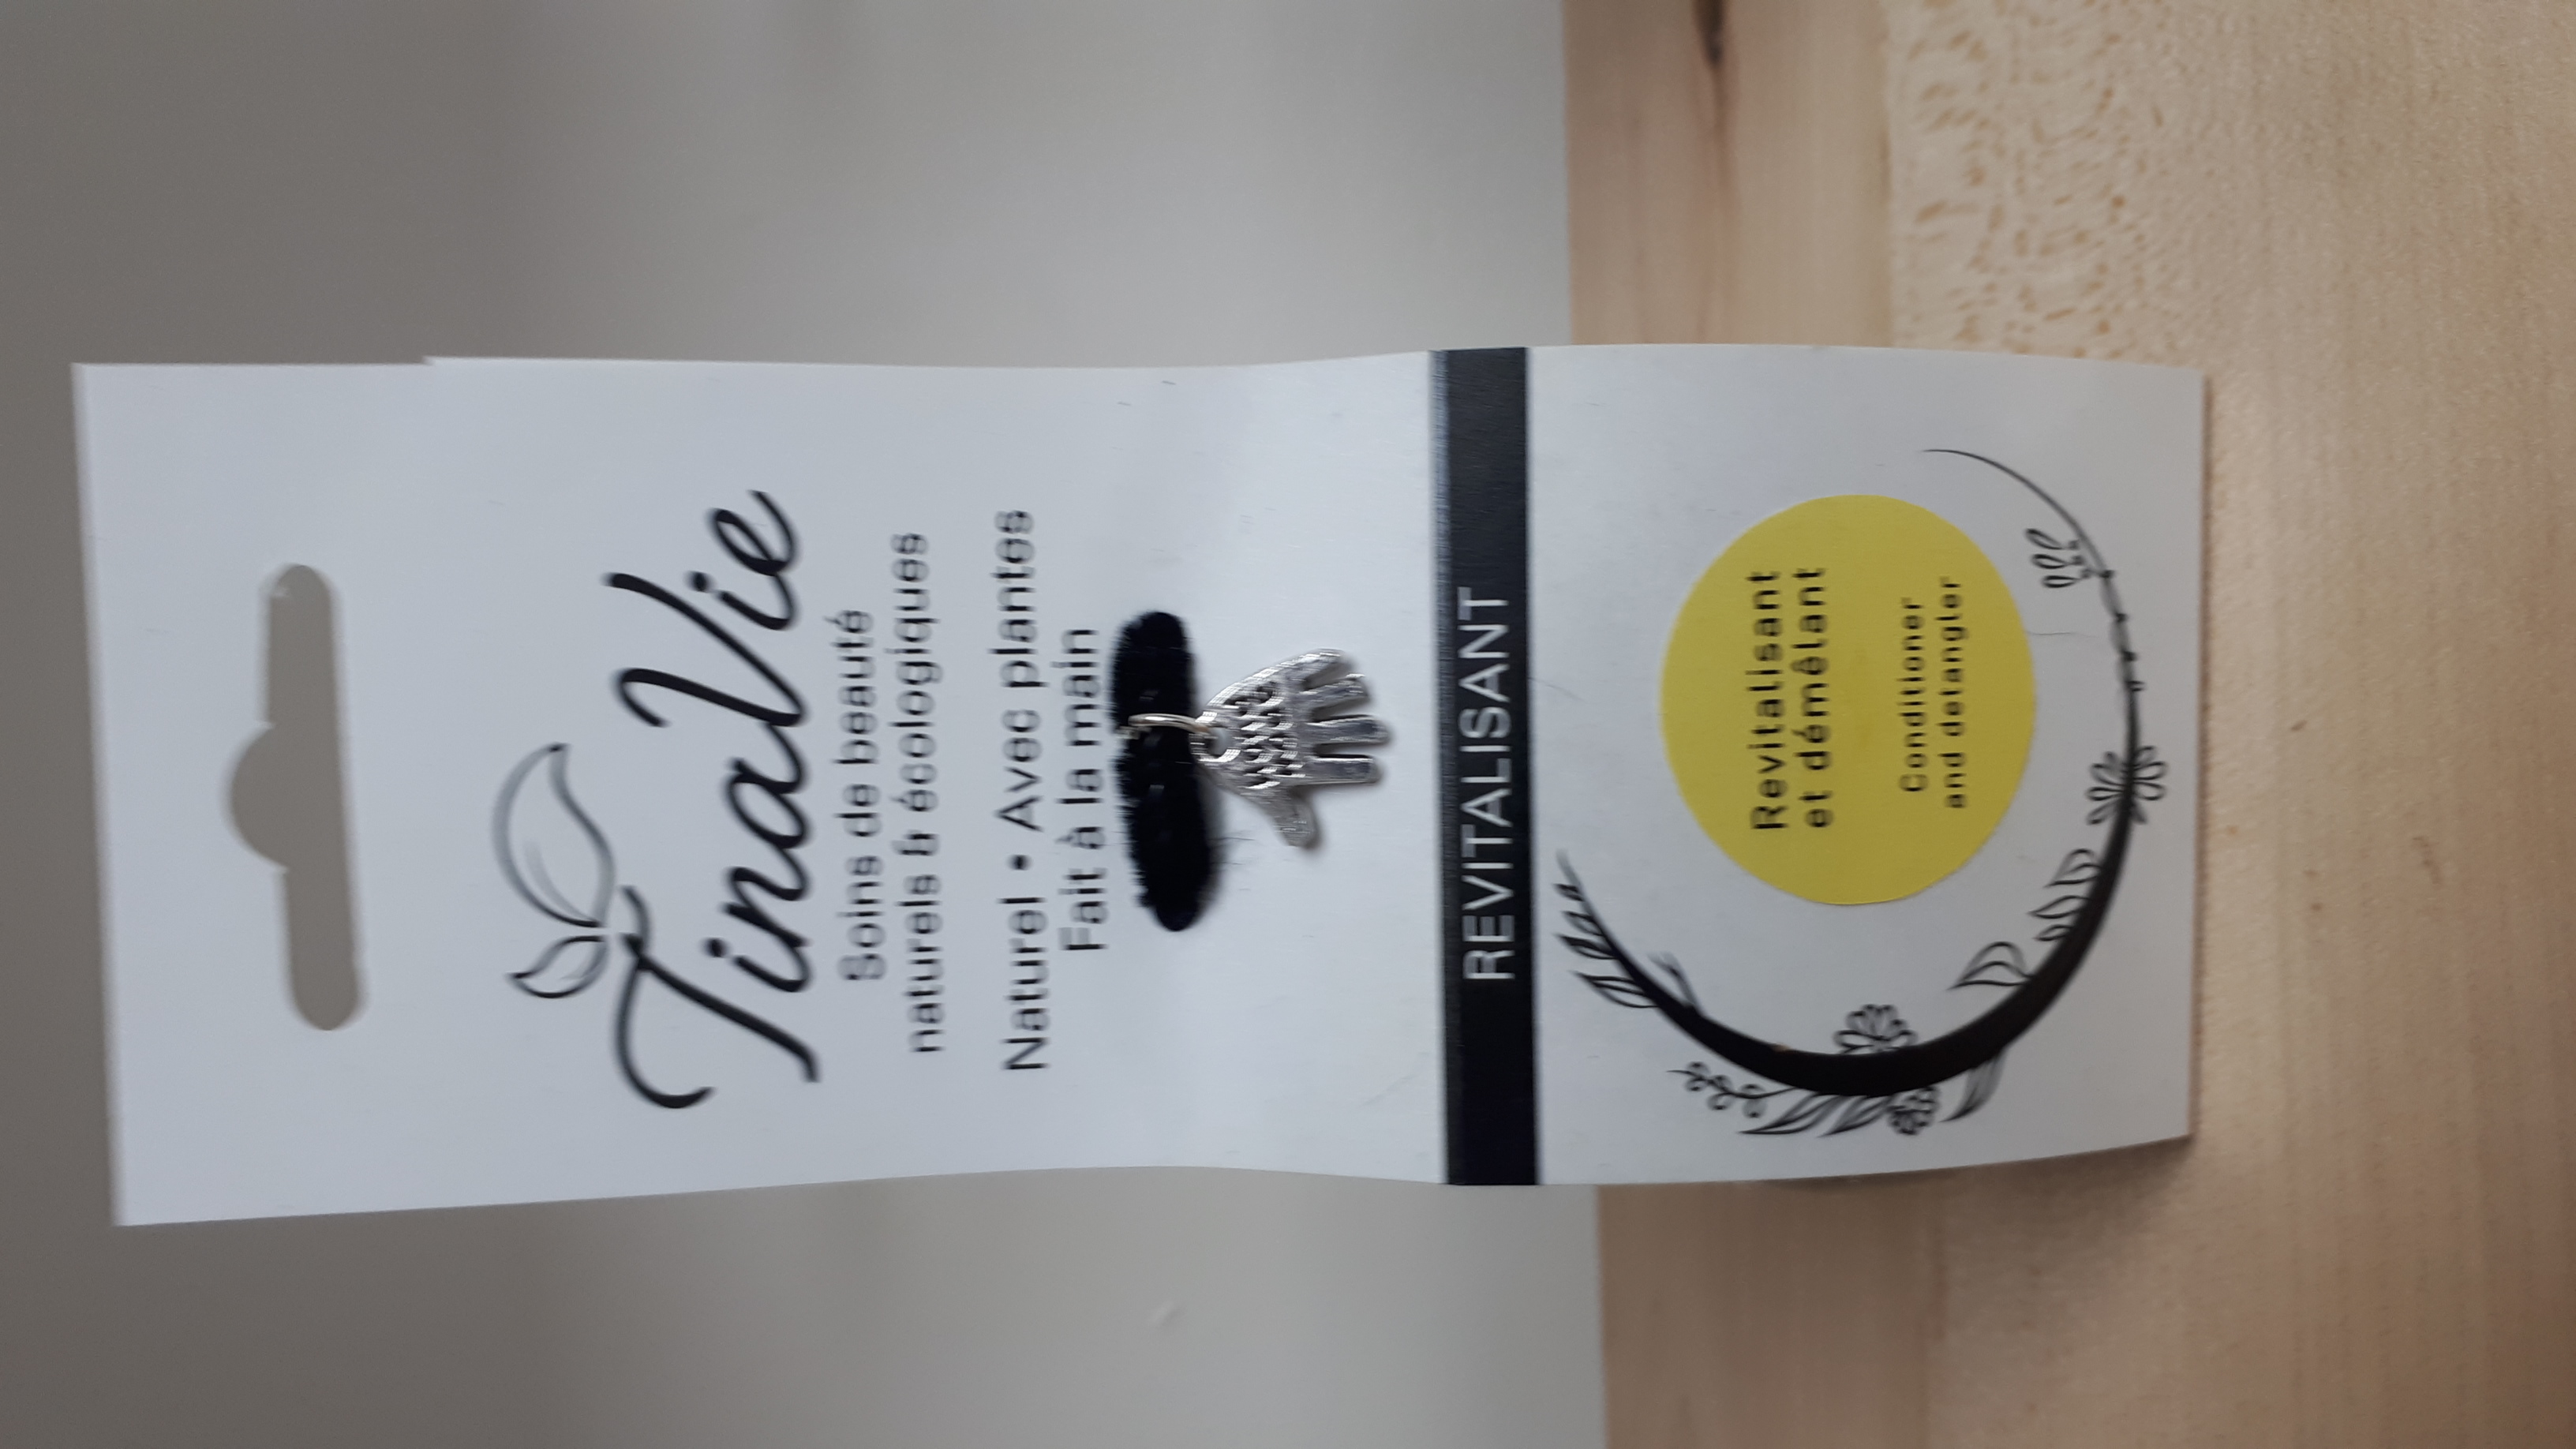 TinaVie
Soins de beauté
naturels & écologiques
Naturel • Avec plantes
Fait à la main
REVITALISANT
Revitalisant
et démêlant
Conditioner
and detangler